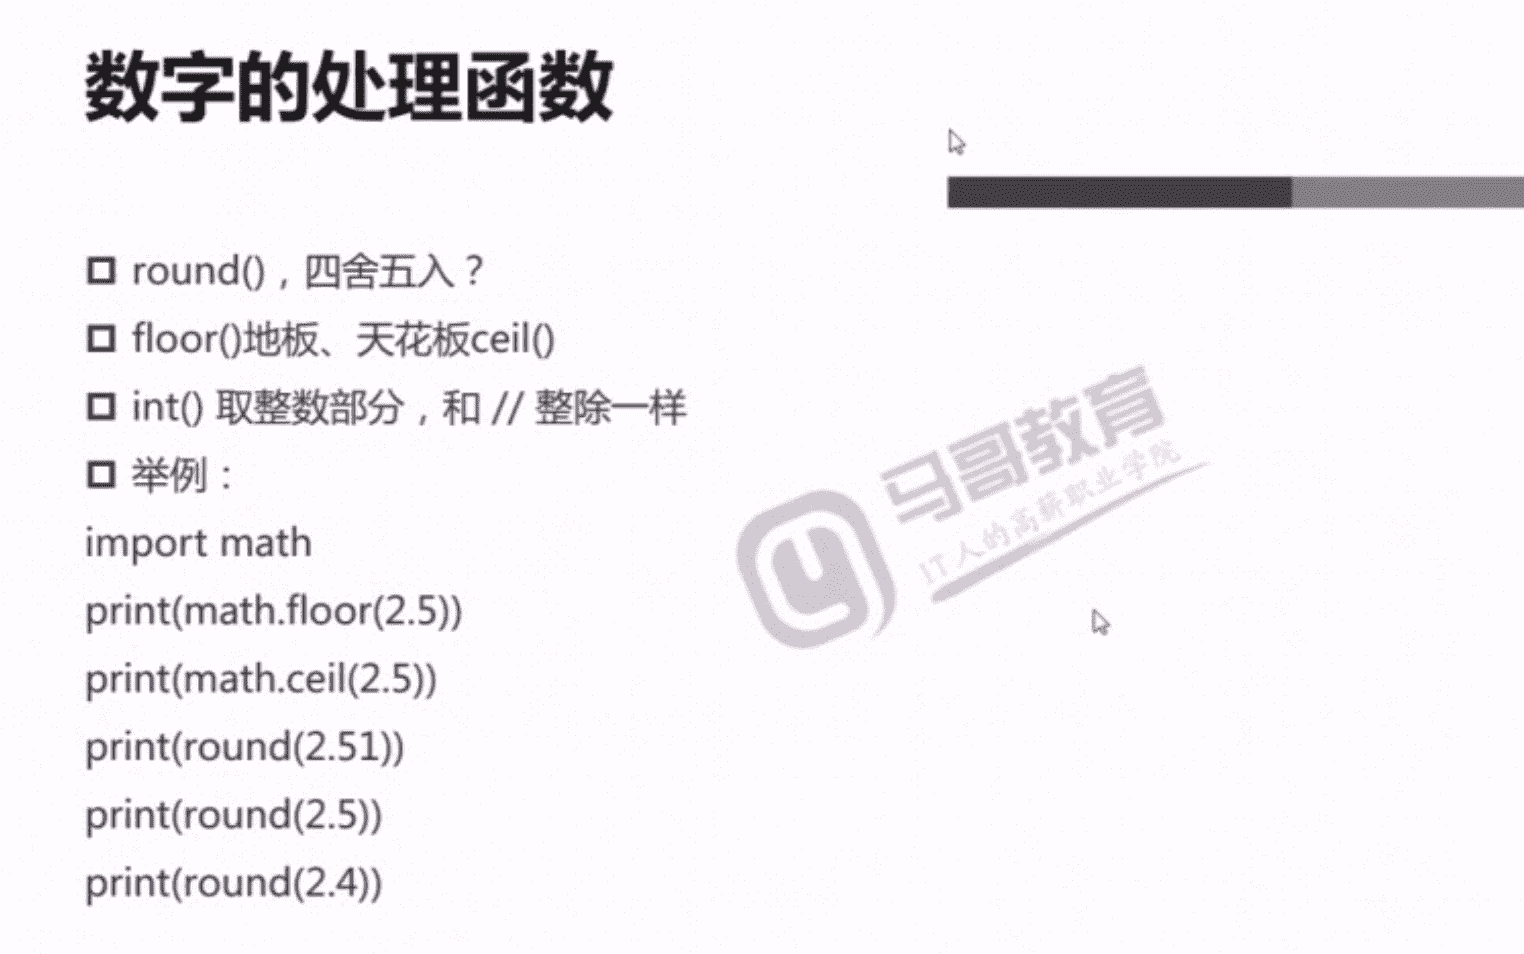 数字的处理函数
round()，四舍五入？
floor()地板、天花板ceil()
int() 取整数部分，和 // 整除一样
举例：
import math
print(math.floor(2.5))
print(math.ceil(2.5))
print(round(2.51))
print(round(2.5))
print(round(2.4))
马哥教育
IT人的高薪职业学院